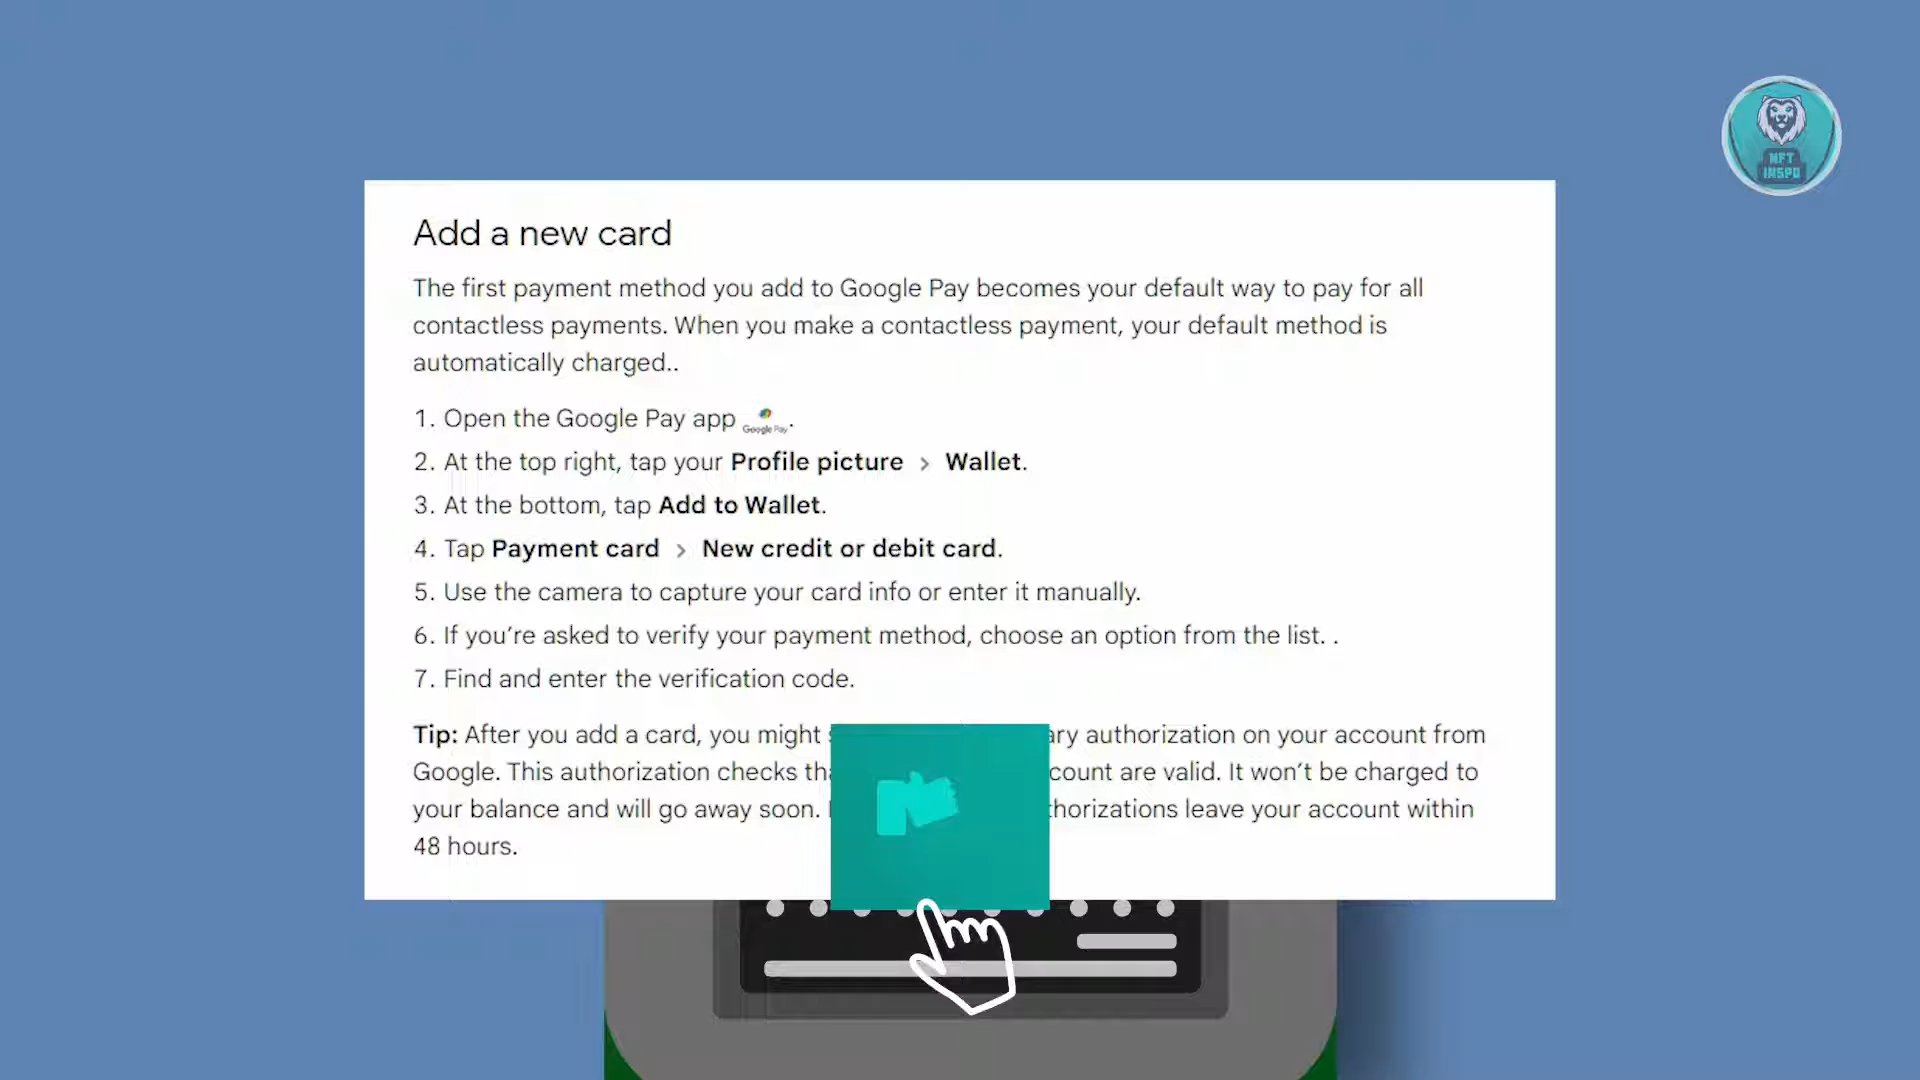 NFT
INSPO
Add a new card
The first payment method you add to Google Pay becomes your default way to pay for all
contactless payments. When you make a contactless payment, your default method is
automatically charged..
1. Open the Google Pay app Google Pay.
2. At the top right, tap your Profile picture > Wallet.
3. At the bottom, tap Add to Wallet.
4. Tap Payment card > New credit or debit card.
5. Use the camera to capture your card info or enter it manually.
6. If you’re asked to verify your payment method, choose an option from the list. .
7. Find and enter the verification code.
Tip: After you add a card, you might authorization on your account from
Google. This authorization checks are valid. It won’t be charged to
your balance and will go away soon. leave your account within
48 hours.